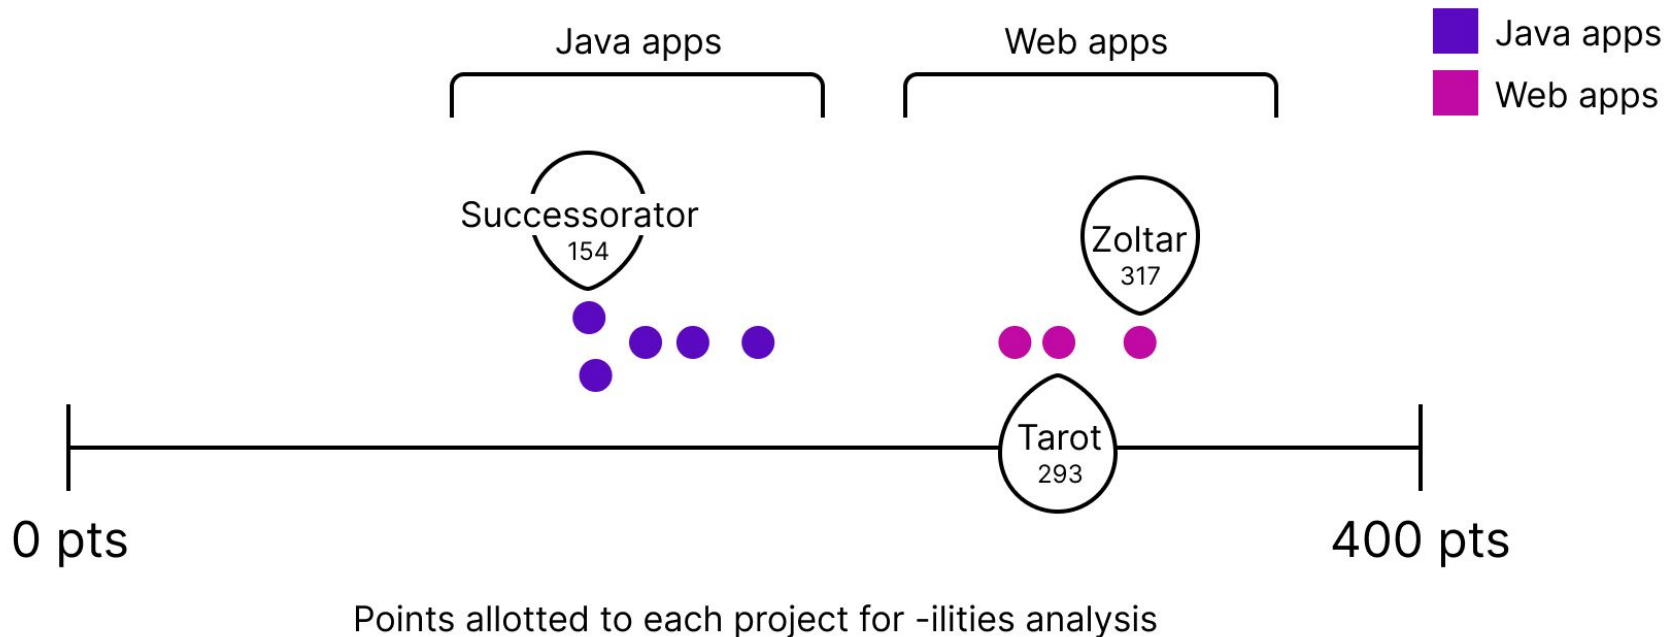 Java apps
Web apps
Java apps
Web apps
Successorator
154
Zoltar
317
Tarot
293
0 pts
400 pts
Points allotted to each project for -ilities analysis